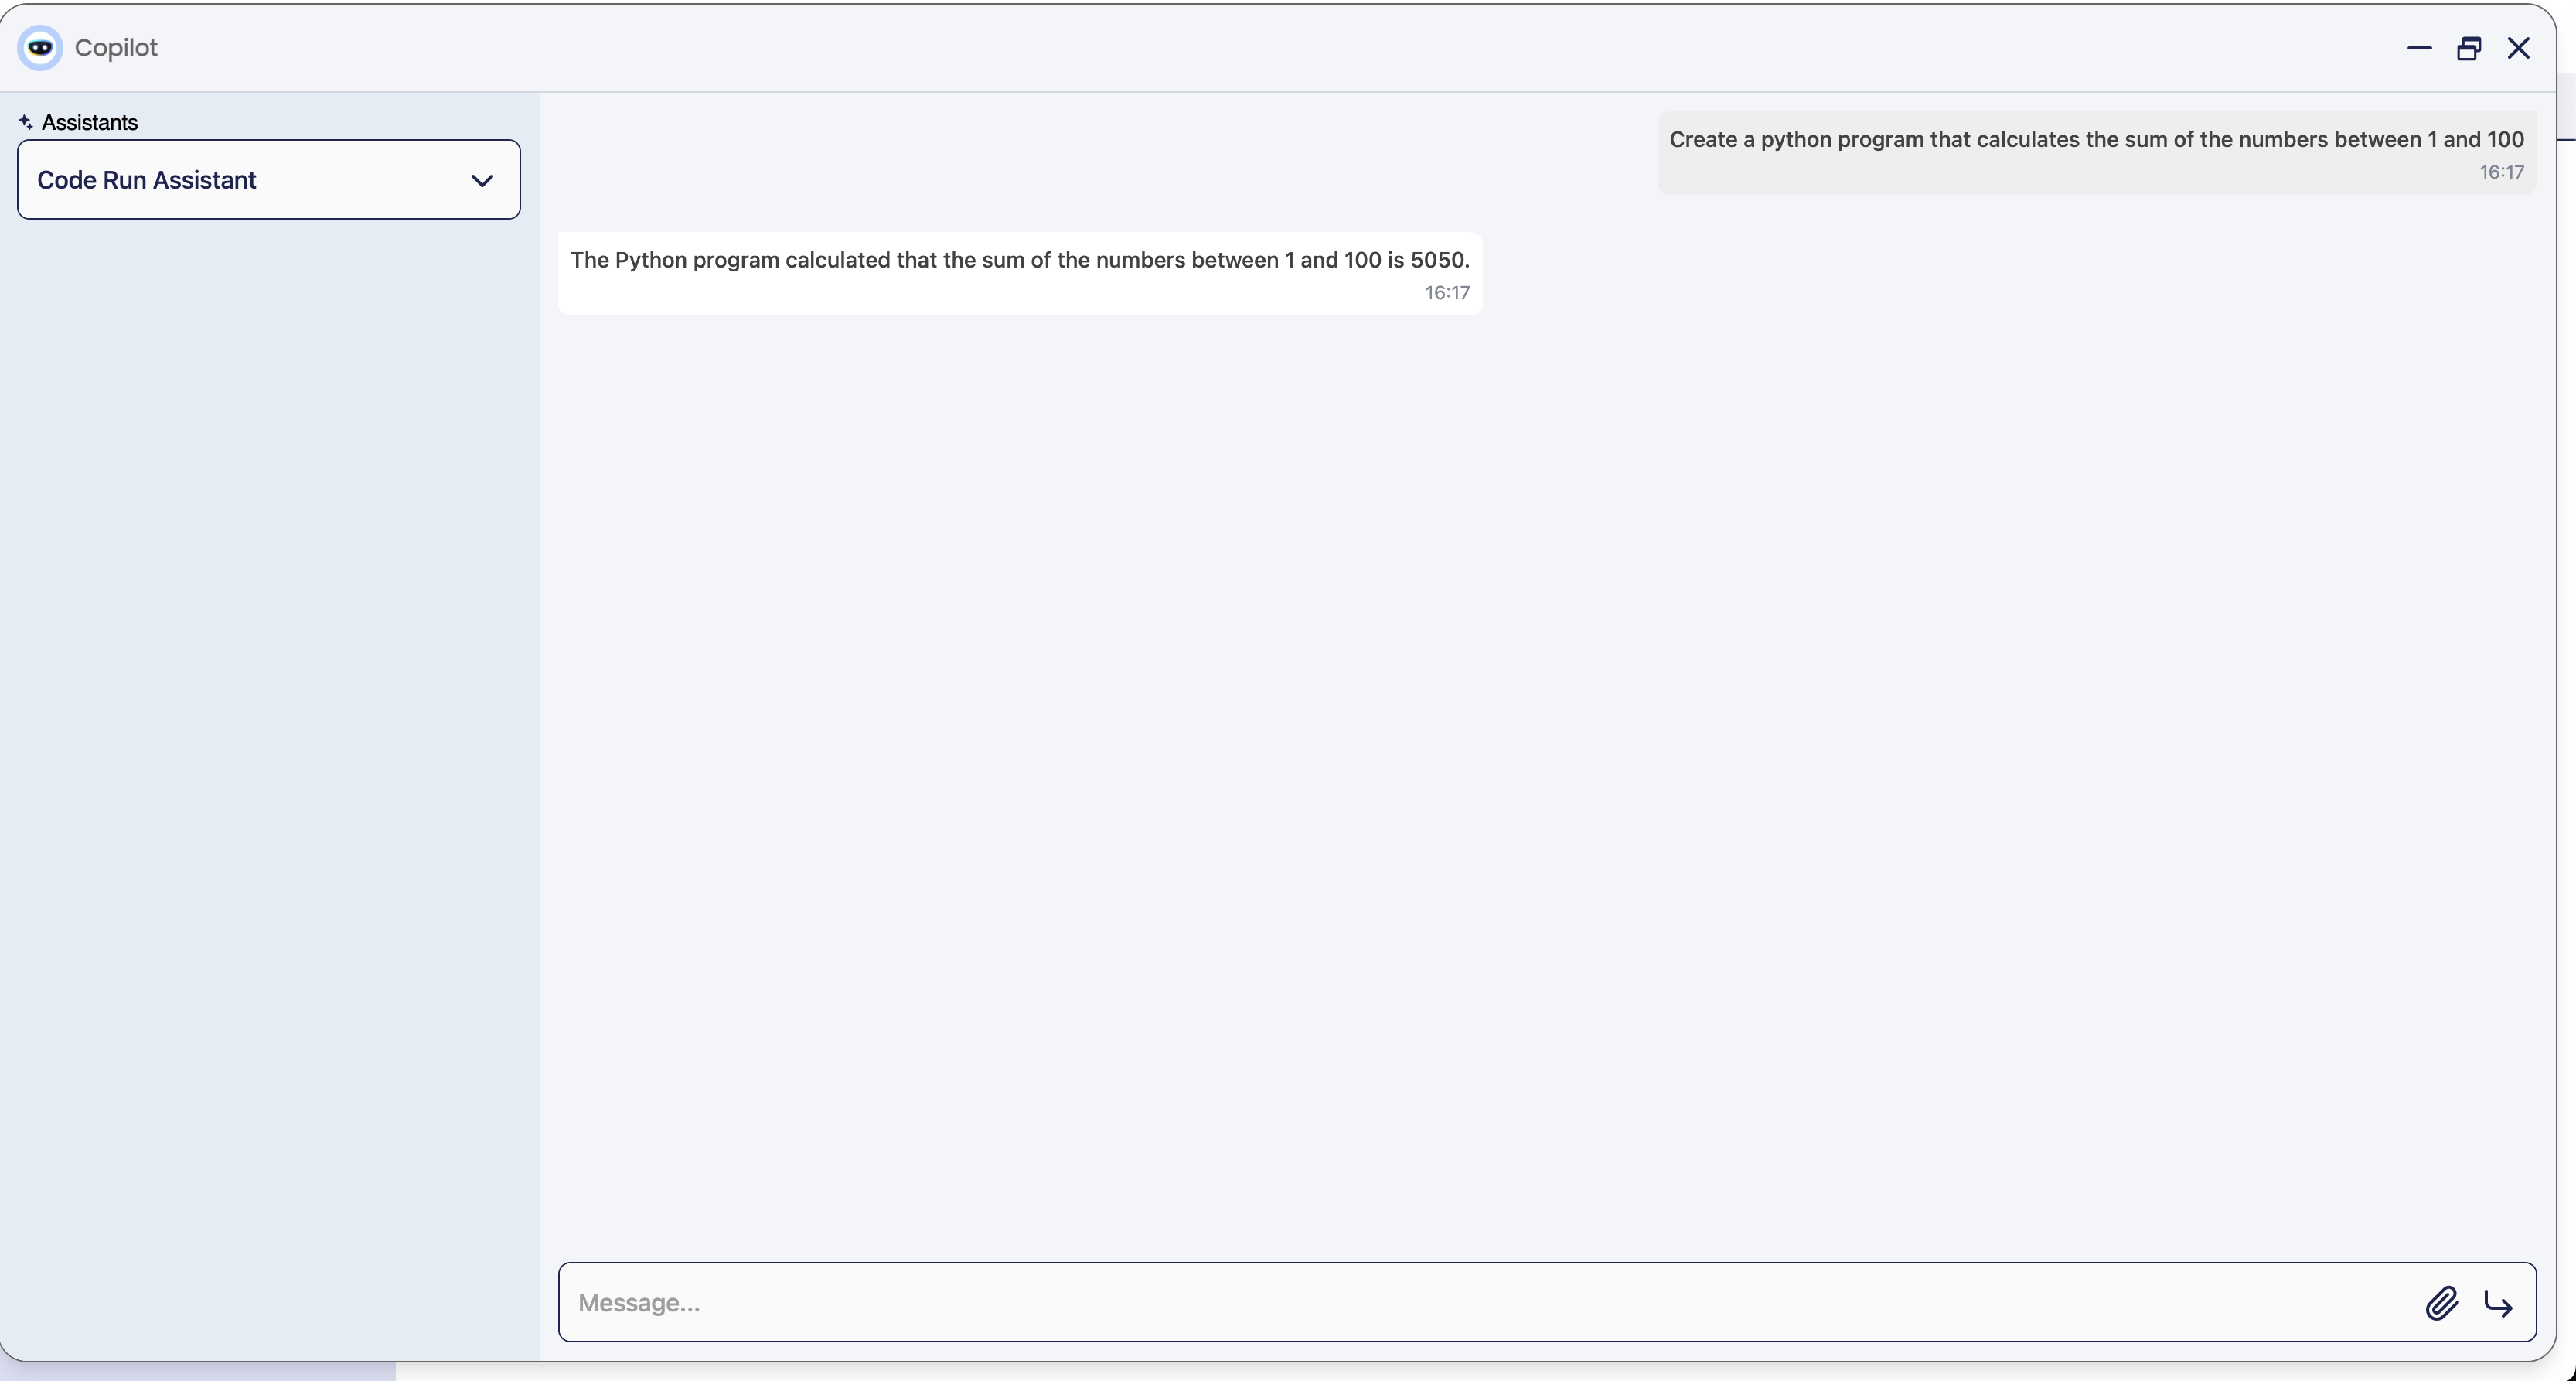 Copilot
Assistants
Code Run Assistant
Create a python program that calculates the sum of the numbers between 1 and 100
16:17
The Python program calculated that the sum of the numbers between 1 and 100 is 5050.
16:17
Message...